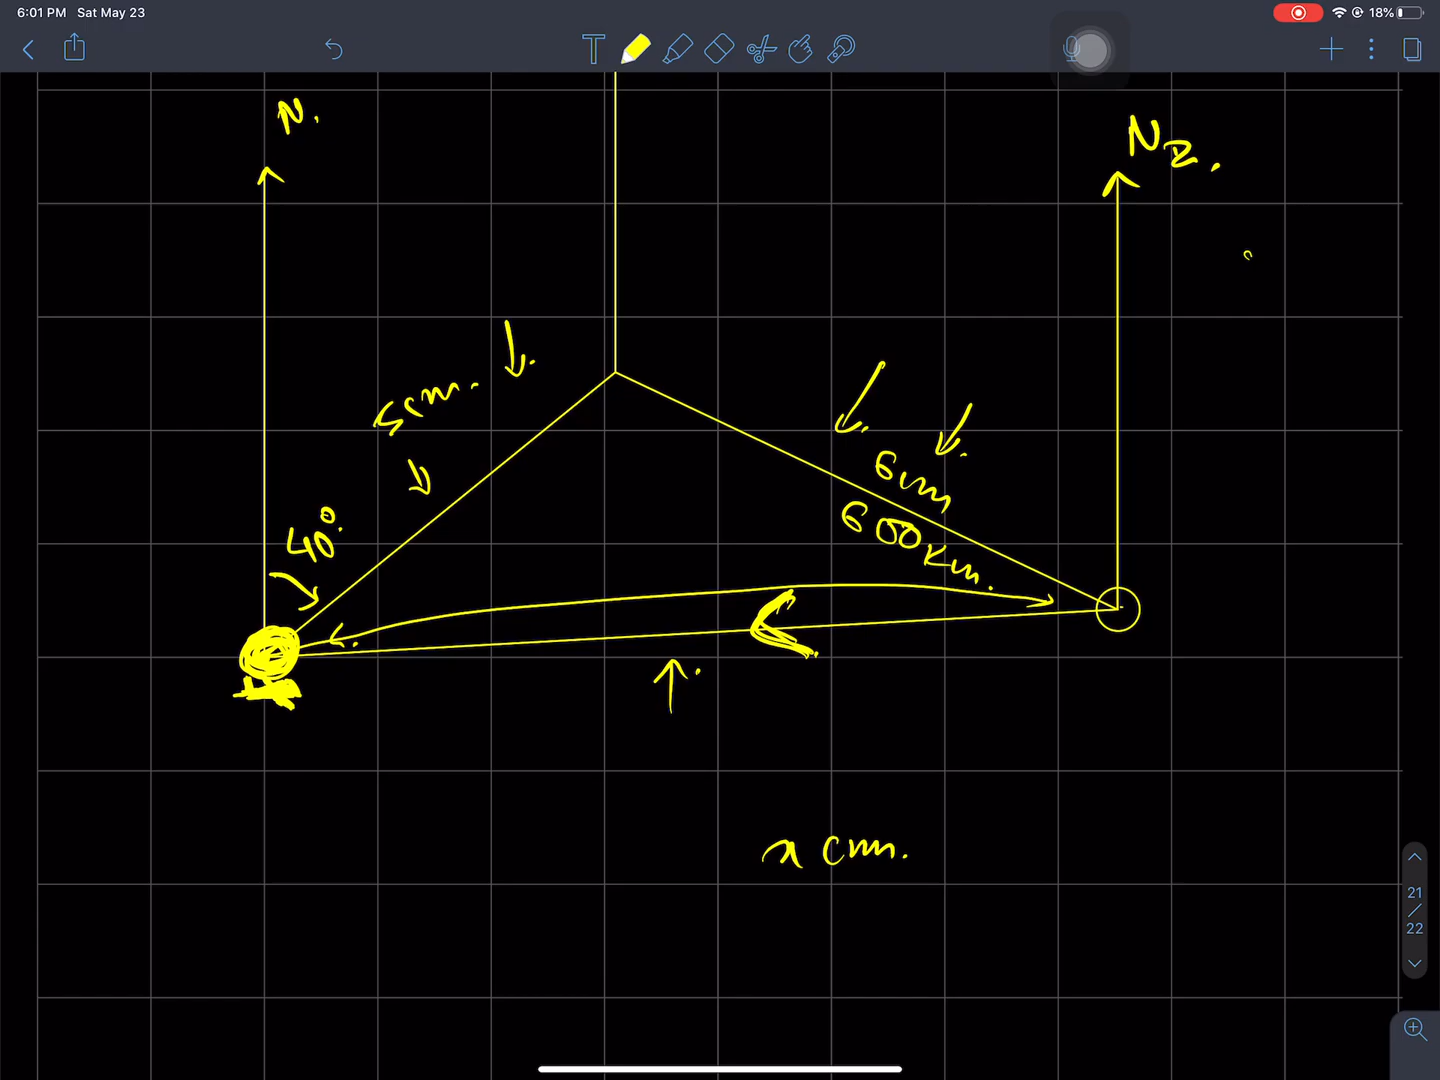 6:01 PM Sat May 23
18%
T
N.
N2.
5cm.
40°
6cm
600km.
x cm.
21
/
22